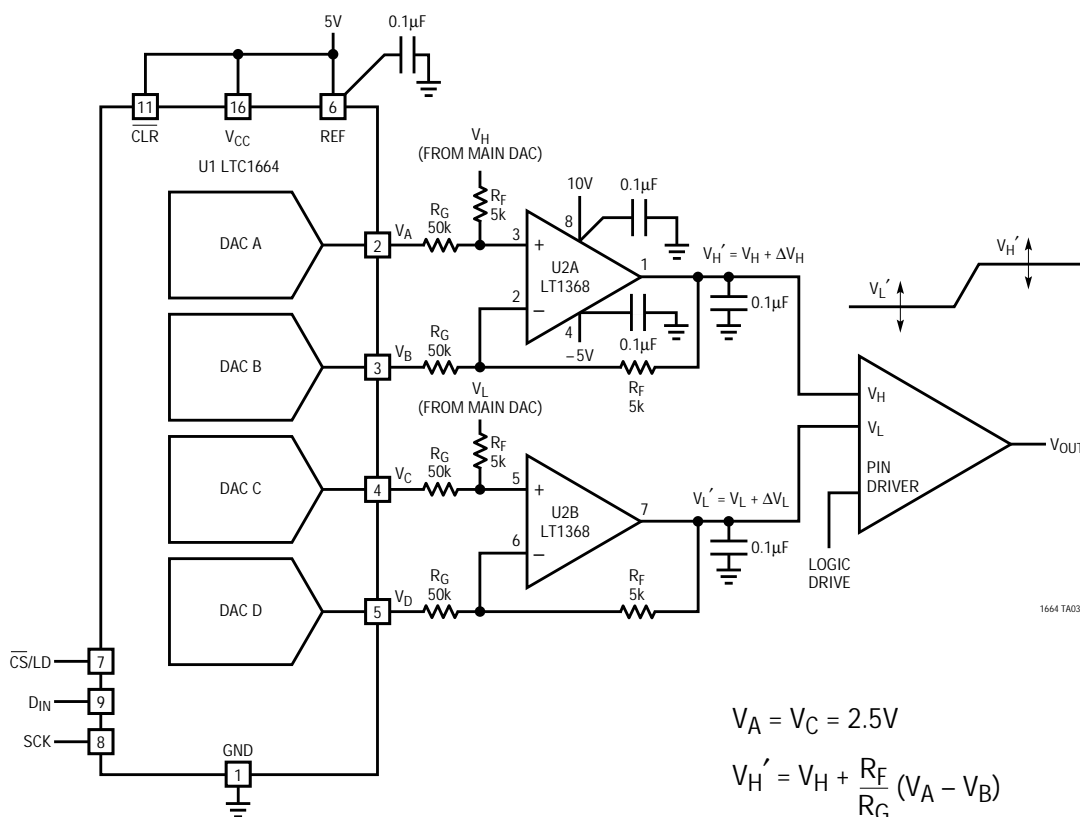 5V
0.1µF
11
16
6
CLR
VCC
REF
U1 LTC1664
VH
(FROM MAIN DAC)
RF
5k
10V
0.1µF
DAC A
2
VA
RG
50k
3
+
8
U2A
LT1368
1
VH′ = VH + ΔVH
0.1µF
VH′
VL′
2
–
4
–5V
0.1µF
DAC B
3
VB
RG
50k
RF
5k
VL
(FROM MAIN DAC)
RF
5k
VH
VL
PIN
DRIVER
VOUT
LOGIC
DRIVE
DAC C
4
VC
RG
50k
5
+
U2B
LT1368
7
VL′ = VL + ΔVL
0.1µF
6
–
DAC D
5
VD
RG
50k
RF
5k
1664 TA03
CS/LD
7
DIN
9
SCK
8
GND
1
VA = VC = 2.5V
VH′ = VH + RF/RG (VA – VB)